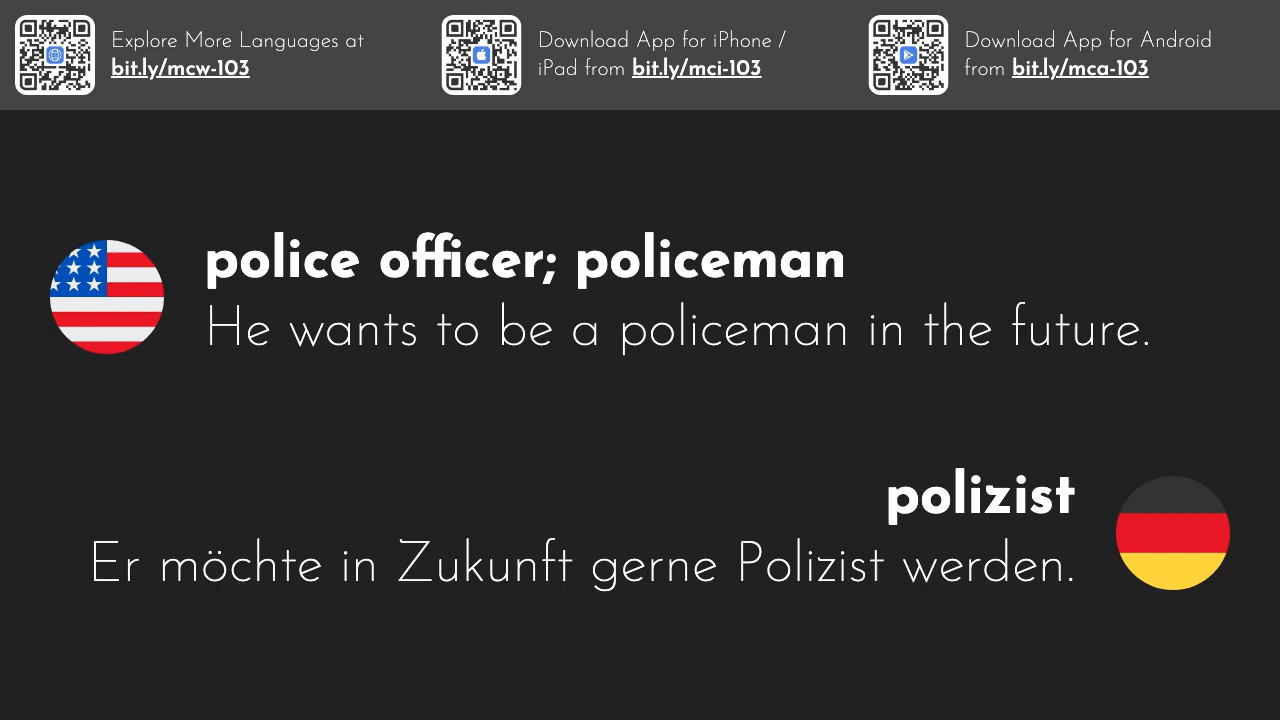 Explore More Languages at
bit.ly/mcw-103
Download App for iPhone /
iPad from bit.ly/mci-103
Download App for Android
from bit.ly/mca-103
police officer; policeman
He wants to be a policeman in the future.
polizist
Er möchte in Zukunft gerne Polizist werden.